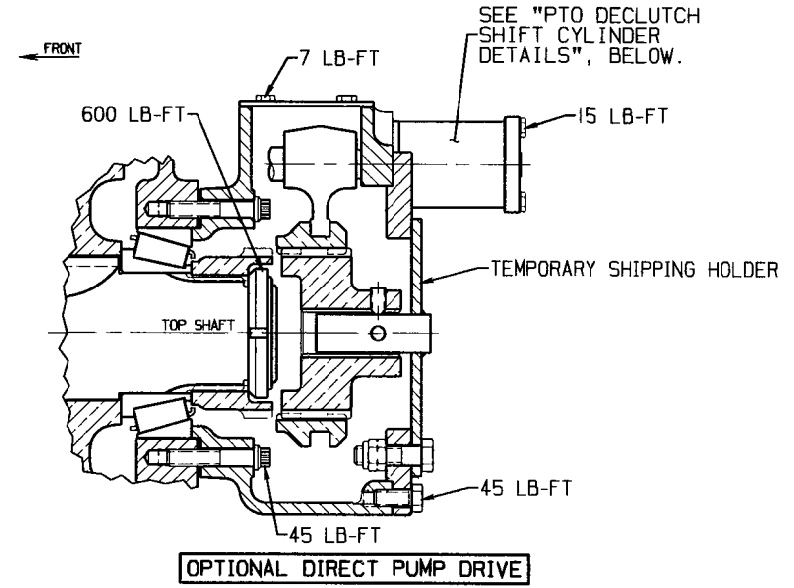 SEE "PTO DECLUTCH
SHIFT CYLINDER
DETAILS", BELOW.
FRONT
7 LB-FT
600 LB-FT
15 LB-FT
TEMPORARY SHIPPING HOLDER
TOP SHAFT
45 LB-FT
45 LB-FT
OPTIONAL DIRECT PUMP DRIVE